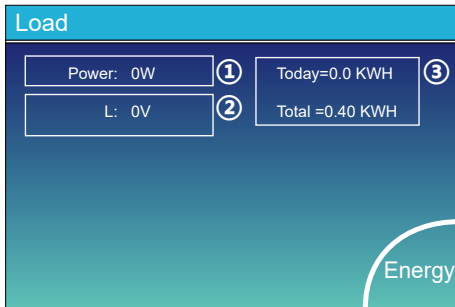 Load
Power: 0W ①
L: 0V ②
Today=0.0 KWH ③
Total =0.40 KWH
Energy